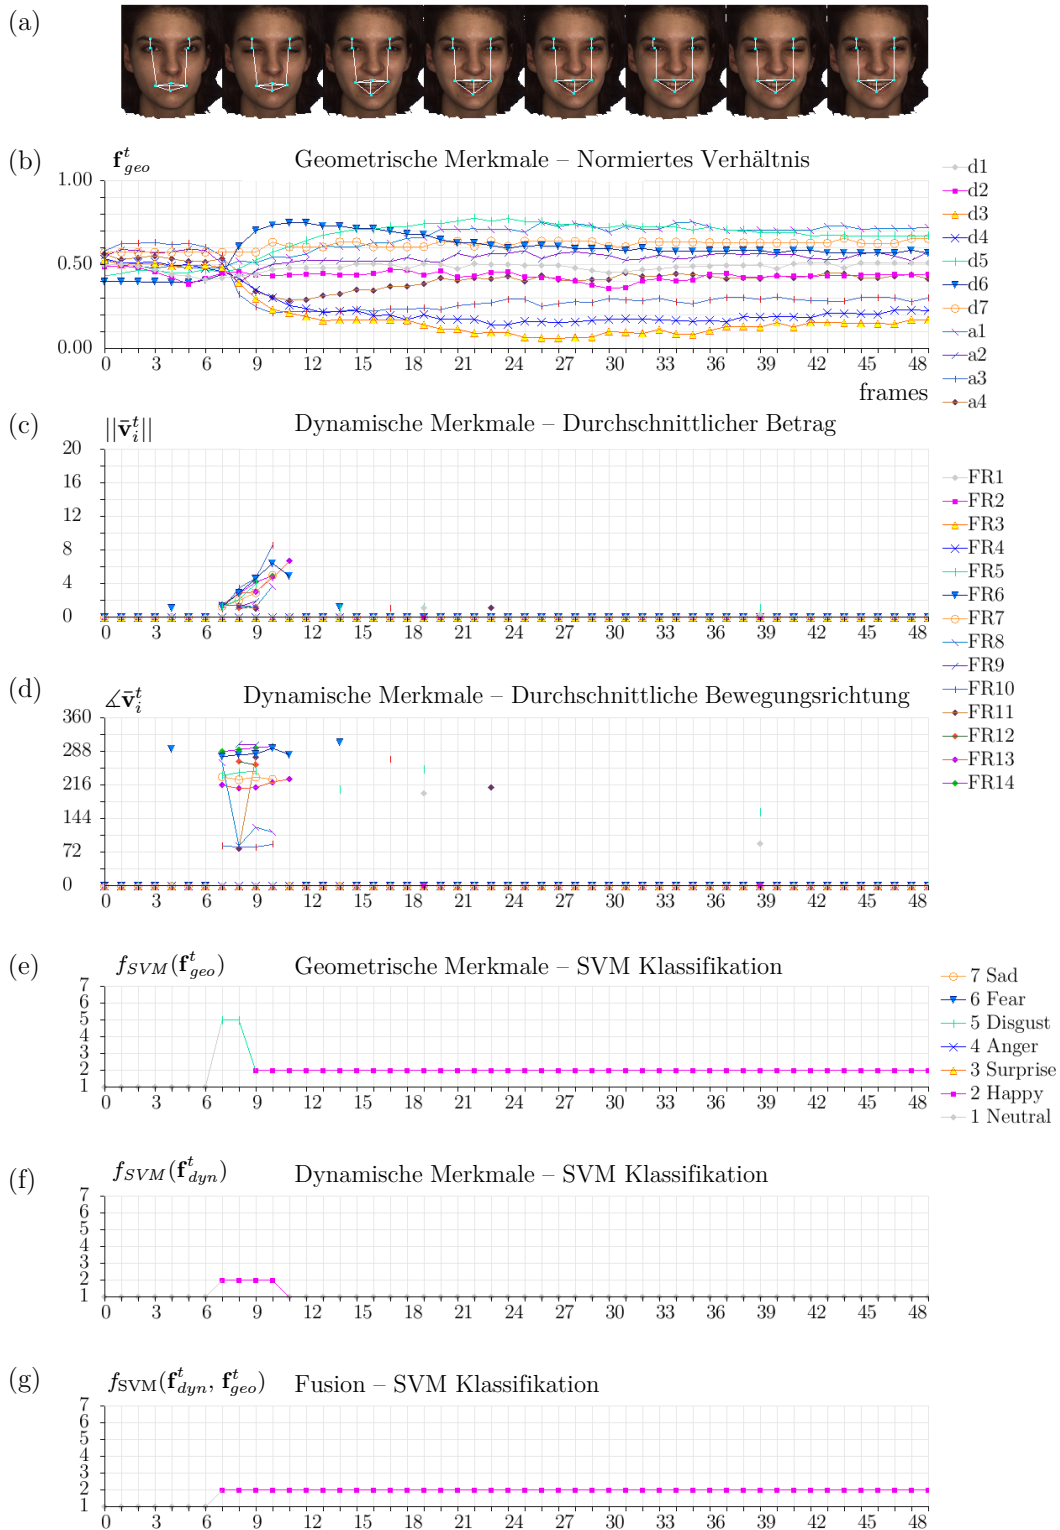 (a)
(b)
f^t_geo
Geometrische Merkmale – Normiertes Verhältnis
1.00
0.50
0.00
0 3 6 9 12 15 18 21 24 27 30 33 36 39 42 45 48
frames
d1
d2
d3
d4
d5
d6
d7
a1
a2
a3
a4
(c)
||v̄^t_i||
Dynamische Merkmale – Durchschnittlicher Betrag
20
16
12
8
4
0
0 3 6 9 12 15 18 21 24 27 30 33 36 39 42 45 48
FR1
FR2
FR3
FR4
FR5
FR6
FR7
FR8
FR9
FR10
FR11
FR12
FR13
FR14
(d)
∡v̄^t_i
Dynamische Merkmale – Durchschnittliche Bewegungsrichtung
360
288
216
144
72
0
0 3 6 9 12 15 18 21 24 27 30 33 36 39 42 45 48
(e)
f_SVM(f^t_geo)
Geometrische Merkmale – SVM Klassifikation
7
6
5
4
3
2
1
0 3 6 9 12 15 18 21 24 27 30 33 36 39 42 45 48
7 Sad
6 Fear
5 Disgust
4 Anger
3 Surprise
2 Happy
1 Neutral
(f)
f_SVM(f^t_dyn)
Dynamische Merkmale – SVM Klassifikation
7
6
5
4
3
2
1
0 3 6 9 12 15 18 21 24 27 30 33 36 39 42 45 48
(g)
f_SVM(f^t_dyn, f^t_geo)
Fusion – SVM Klassifikation
7
6
5
4
3
2
1
0 3 6 9 12 15 18 21 24 27 30 33 36 39 42 45 48